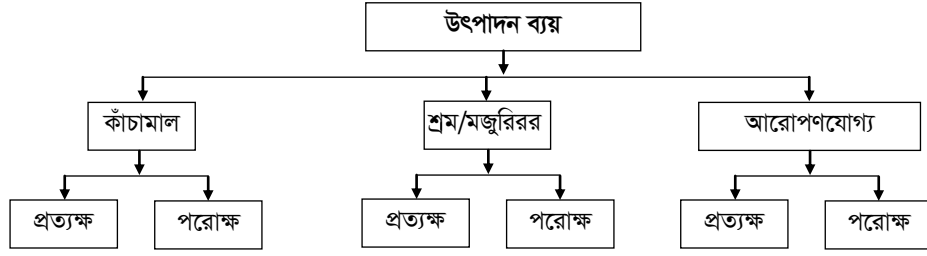 উৎপাদন ব্যয়
কাঁচামাল শ্রম/মজুরিরর আরোপণযোগ্য
প্রত্যক্ষ পরোক্ষ প্রত্যক্ষ পরোক্ষ প্রত্যক্ষ পরোক্ষ